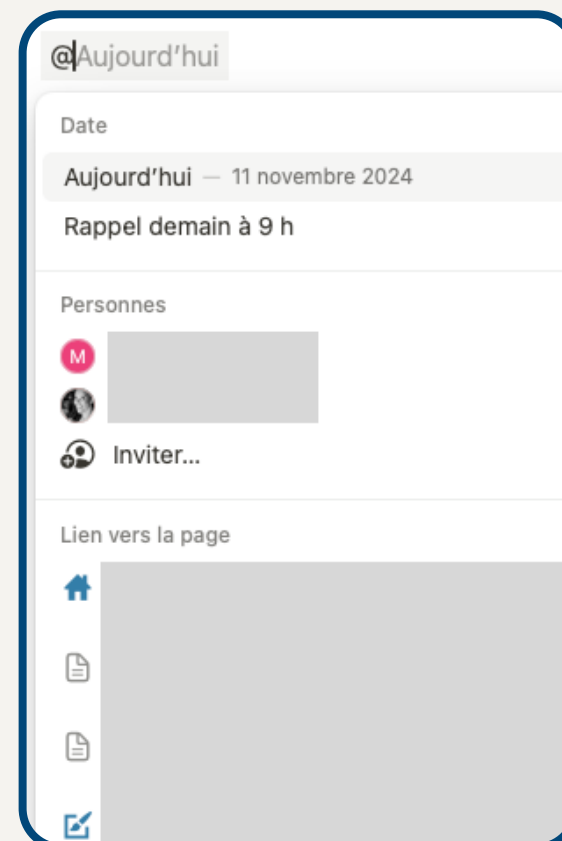 @Aujourd’hui
Date
Aujourd’hui — 11 novembre 2024
Rappel demain à 9 h
Personnes
M
Inviter...
Lien vers la page